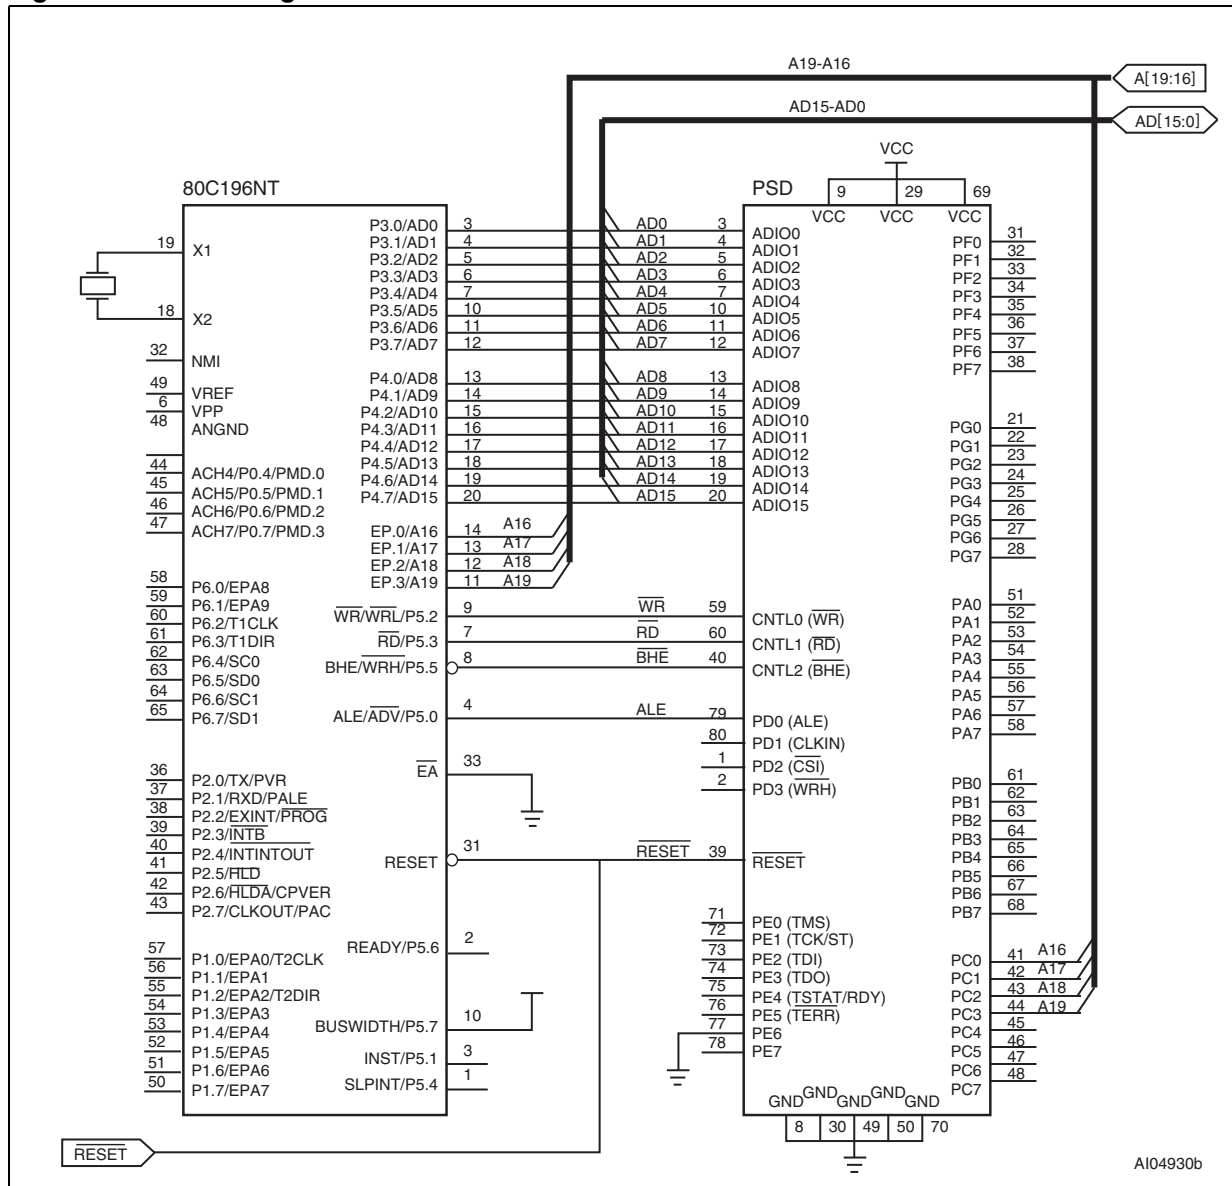 A19-A16
A[19:16]
AD15-AD0
AD[15:0]
VCC
80C196NT
PSD
9 29 69
VCC VCC VCC
19 X1
18 X2
32 NMI
49 VREF
6 VPP
48 ANGND
44 ACH4/P0.4/PMD.0
45 ACH5/P0.5/PMD.1
46 ACH6/P0.6/PMD.2
47 ACH7/P0.7/PMD.3
58 P6.0/EPA8
59 P6.1/EPA9
60 P6.2/T1CLK
61 P6.3/T1DIR
62 P6.4/SC0
63 P6.5/SD0
64 P6.6/SC1
65 P6.7/SD1
36 P2.0/TX/PVR
37 P2.1/RXD/PALE
38 P2.2/EXINT/PROG
39 P2.3/INTB
40 P2.4/INTINTOUT
41 P2.5/HLD
42 P2.6/HLDA/CPVER
43 P2.7/CLKOUT/PAC
57 P1.0/EPA0/T2CLK
56 P1.1/EPA1
55 P1.2/EPA2/T2DIR
54 P1.3/EPA3
53 P1.4/EPA4
52 P1.5/EPA5
51 P1.6/EPA6
50 P1.7/EPA7
P3.0/AD0 3 AD0 3 ADIO0
P3.1/AD1 4 AD1 4 ADIO1
P3.2/AD2 5 AD2 5 ADIO2
P3.3/AD3 6 AD3 6 ADIO3
P3.4/AD4 7 AD4 7 ADIO4
P3.5/AD5 10 AD5 10 ADIO5
P3.6/AD6 11 AD6 11 ADIO6
P3.7/AD7 12 AD7 12 ADIO7
P4.0/AD8 13 AD8 13 ADIO8
P4.1/AD9 14 AD9 14 ADIO9
P4.2/AD10 15 AD10 15 ADIO10
P4.3/AD11 16 AD11 16 ADIO11
P4.4/AD12 17 AD12 17 ADIO12
P4.5/AD13 18 AD13 18 ADIO13
P4.6/AD14 19 AD14 19 ADIO14
P4.7/AD15 20 AD15 20 ADIO15
EP.0/A16 14 A16
EP.1/A17 13 A17
EP.2/A18 12 A18
EP.3/A19 11 A19
WR/WRL/P5.2 9 WR 59 CNTL0 (WR)
RD/P5.3 7 RD 60 CNTL1 (RD)
BHE/WRH/P5.5 8 BHE 40 CNTL2 (BHE)
ALE/ADV/P5.0 4 ALE 79 PD0 (ALE)
80 PD1 (CLKIN)
1 PD2 (CSI)
2 PD3 (WRH)
EA 33
RESET 31 RESET 39 RESET
READY/P5.6 2
BUSWIDTH/P5.7 10
INST/P5.1 3
SLPINT/P5.4 1
71 PE0 (TMS)
72 PE1 (TCK/ST)
73 PE2 (TDI)
74 PE3 (TDO)
75 PE4 (TSTAT/RDY)
76 PE5 (TERR)
77 PE6
78 PE7
PF0 31
PF1 32
PF2 33
PF3 34
PF4 35
PF5 36
PF6 37
PF7 38
PG0 21
PG1 22
PG2 23
PG3 24
PG4 25
PG5 26
PG6 27
PG7 28
PA0 51
PA1 52
PA2 53
PA3 54
PA4 55
PA5 56
PA6 57
PA7 58
PB0 61
PB1 62
PB2 63
PB3 64
PB4 65
PB5 66
PB6 67
PB7 68
PC0 41 A16
PC1 42 A17
PC2 43 A18
PC3 44 A19
PC4 45
PC5 46
PC6 47
PC7 48
GND GND GND GND GND
8 30 49 50 70
RESET
AI04930b